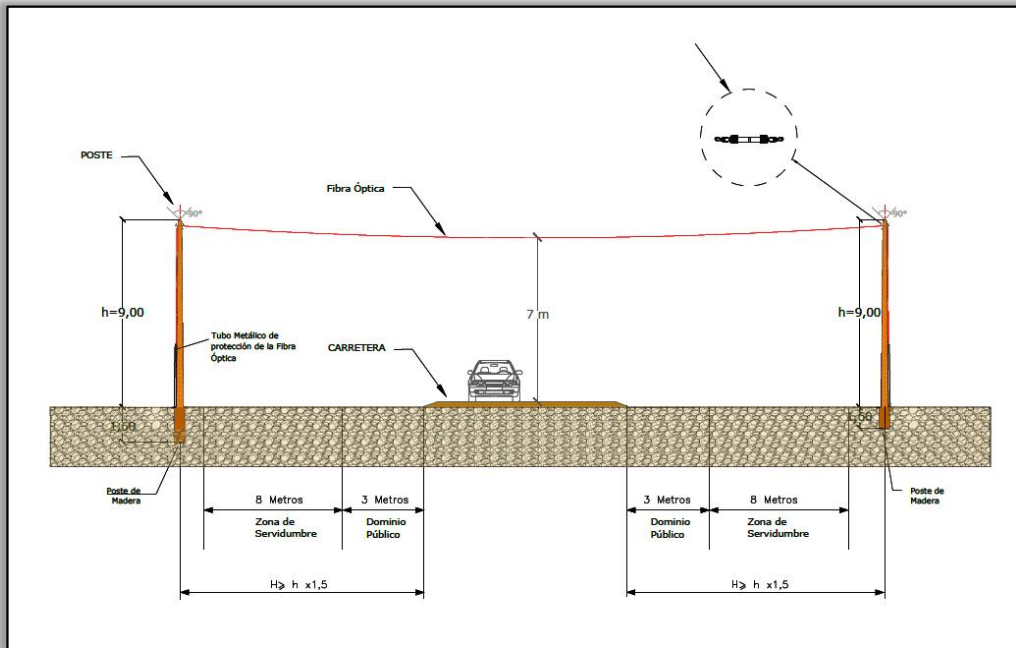 POSTE
90°
90°
Fibra Óptica
h=9,00
h=9,00
7 m
Tubo Metálico de
protección de la Fibra
Óptica
CARRETERA
1,60
1,60
Poste de
Madera
8 Metros
3 Metros
3 Metros
8 Metros
Poste de
Madera
Zona de
Servidumbre
Dominio
Público
Dominio
Público
Zona de
Servidumbre
H≥ h x1,5
H≥ h x1,5